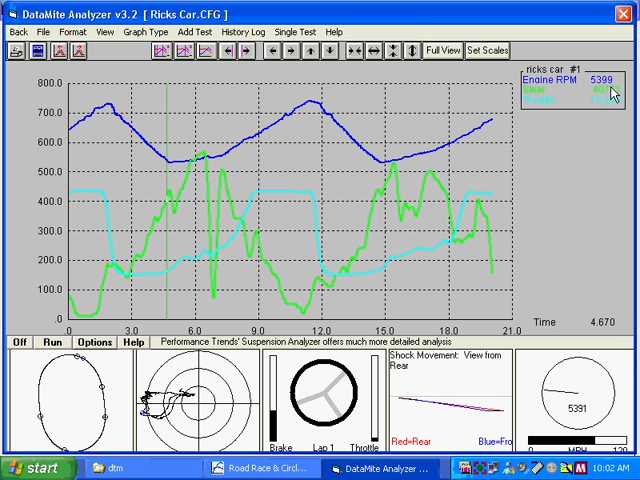 DataMite Analyzer v3.2 [ Ricks Car.CFG ]
Back File Format View Graph Type Add Test History Log Single Test Help
Full View Set Scales
ricks car #1
Engine RPM 5399
Steer
Throttle
800.0
700.0
600.0
500.0
400.0
300.0
200.0
100.0
.0
.0 3.0 6.0 9.0 12.0 15.0 18.0 21.0
Time 4.670
Off Run Options Help Performance Trends' Suspension Analyzer offers much more detailed analysis
Brake Lap 1 Throttle
Shock Movement: View from
Rear
Red=Rear Blue=Fro
5391
0 MPH 120
start dtm Road Race & Circl... DataMite Analyzer ... 10:02 AM